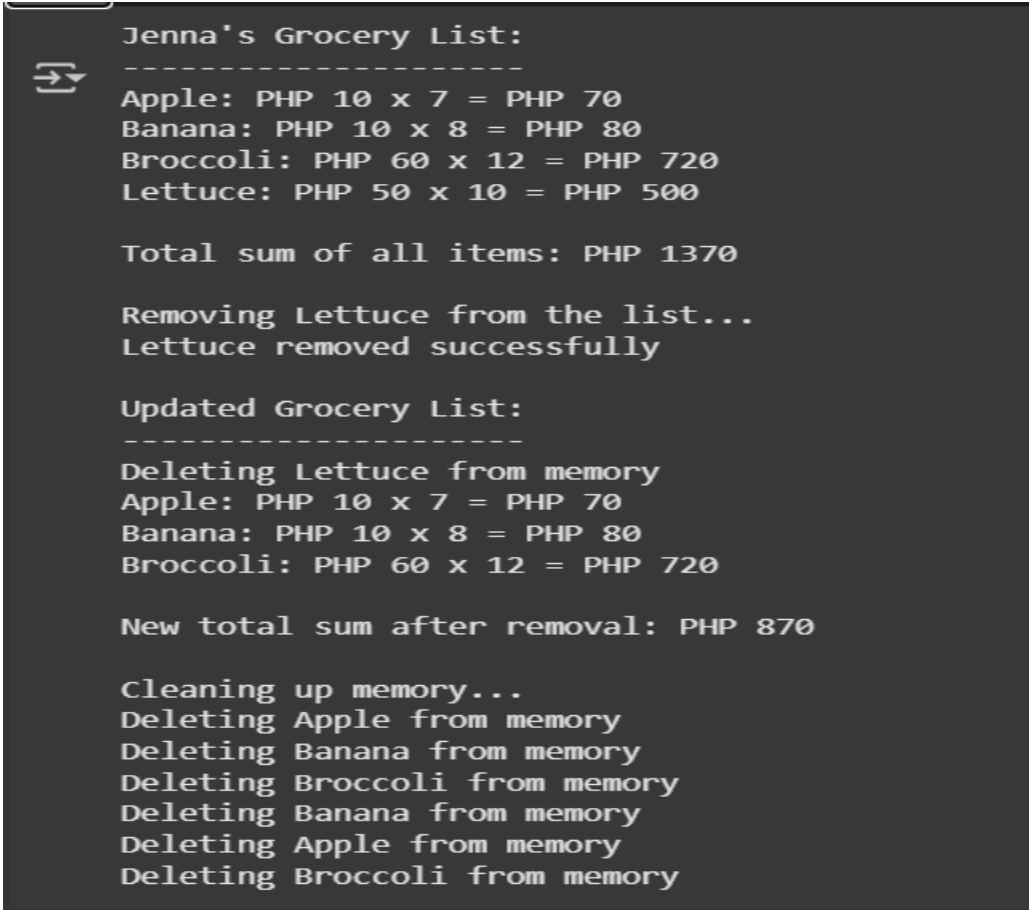 Jenna's Grocery List:
----------------------
Apple: PHP 10 x 7 = PHP 70
Banana: PHP 10 x 8 = PHP 80
Broccoli: PHP 60 x 12 = PHP 720
Lettuce: PHP 50 x 10 = PHP 500
Total sum of all items: PHP 1370
Removing Lettuce from the list...
Lettuce removed successfully
Updated Grocery List:
----------------------
Deleting Lettuce from memory
Apple: PHP 10 x 7 = PHP 70
Banana: PHP 10 x 8 = PHP 80
Broccoli: PHP 60 x 12 = PHP 720
New total sum after removal: PHP 870
Cleaning up memory...
Deleting Apple from memory
Deleting Banana from memory
Deleting Broccoli from memory
Deleting Banana from memory
Deleting Apple from memory
Deleting Broccoli from memory